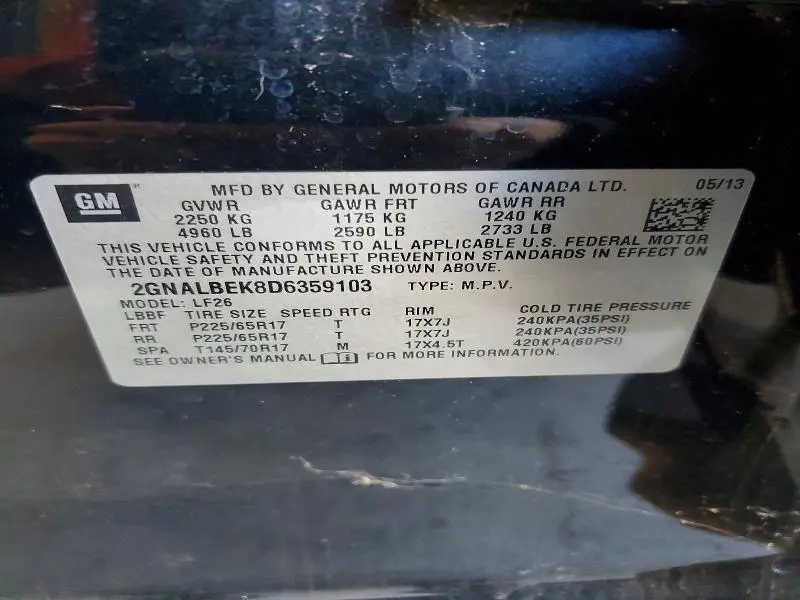 GM
MFD BY GENERAL MOTORS OF CANADA LTD. 05/13
GVWR GAWR FRT GAWR RR
2250 KG 1175 KG 1240 KG
4960 LB 2590 LB 2733 LB
THIS VEHICLE CONFORMS TO ALL APPLICABLE U.S. FEDERAL MOTOR
VEHICLE SAFETY AND THEFT PREVENTION STANDARDS IN EFFECT ON
THE DATE OF MANUFACTURE SHOWN ABOVE.
2GNALBEK8D6359103 TYPE: M.P.V.
MODEL: LF26
LBBF TIRE SIZE SPEED RTG RIM COLD TIRE PRESSURE
FRT P225/65R17 T 17X7J 240KPA(35PSI)
RR P225/65R17 T 17X7J 240KPA(35PSI)
SPA T145/70R17 M 17X4.5T 420KPA(60PSI)
SEE OWNER'S MANUAL FOR MORE INFORMATION.